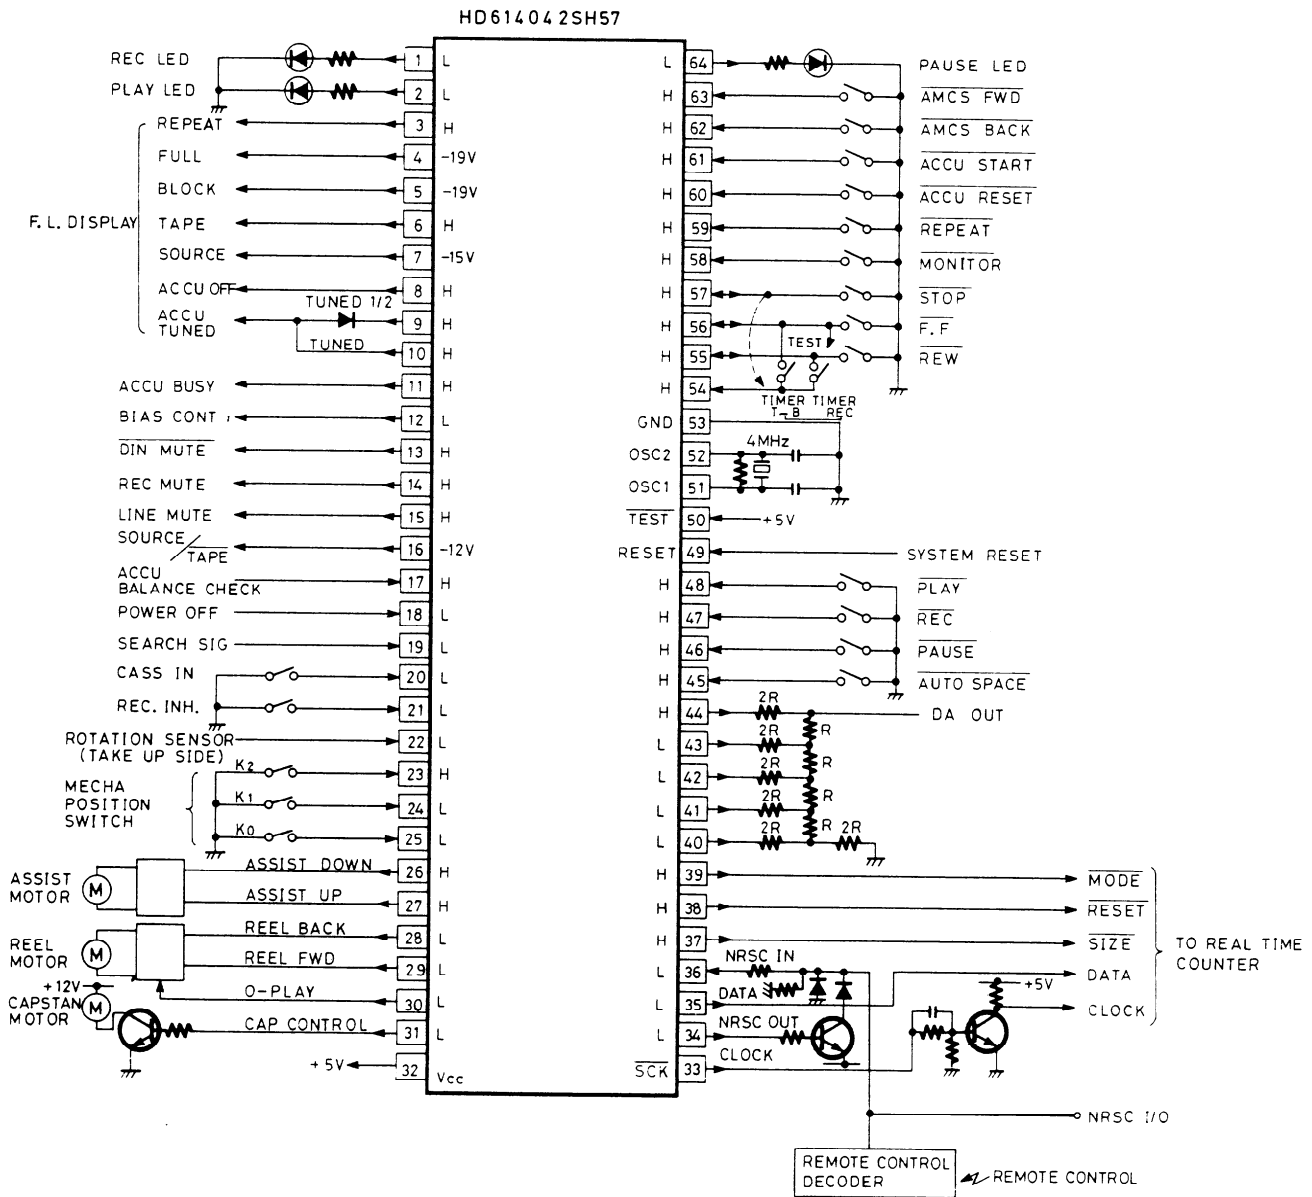 HD614042SH57
REC LED 1 L
PLAY LED 2 L
F.L. DISPLAY
REPEAT 3 H
FULL 4 -19V
BLOCK 5 -19V
TAPE 6 H
SOURCE 7 -15V
ACCU OFF 8 H
ACCU TUNED
TUNED 1/2 9 H
TUNED 10 H
ACCU BUSY 11 H
BIAS CONT 12 L
DIN MUTE 13 H
REC MUTE 14 H
LINE MUTE 15 H
SOURCE/TAPE 16 -12V
ACCU
BALANCE CHECK 17 H
POWER OFF 18 L
SEARCH SIG 19 L
CASS IN 20 L
REC. INH. 21 L
ROTATION SENSOR 22 L
(TAKE UP SIDE)
MECHA
POSITION
SWITCH
K2 23 H
K1 24 L
K0 25 L
ASSIST
MOTOR
M
ASSIST DOWN 26 H
ASSIST UP 27 H
REEL
MOTOR
M
REEL BACK 28 L
REEL FWD 29 L
O-PLAY 30 L
+12V
CAPSTAN
MOTOR
M
CAP CONTROL 31 L
+5V 32 Vcc
L 64 PAUSE LED
H 63 AMCS FWD
H 62 AMCS BACK
H 61 ACCU START
H 60 ACCU RESET
H 59 REPEAT
H 58 MONITOR
H 57 STOP
H 56 F.F
TEST
H 55 REW
H 54
TIMER TIMER
T-B REC
GND 53
OSC2 52
4MHz
OSC1 51
TEST 50 +5V
RESET 49 SYSTEM RESET
H 48 PLAY
H 47 REC
H 46 PAUSE
H 45 AUTO SPACE
H 44 2R DA OUT
R
L 43 2R
R
L 42 2R
R
L 41 2R
R
L 40 2R 2R
H 39 MODE
H 38 RESET
H 37 SIZE
TO REAL TIME
COUNTER
L 36 NRSC IN
DATA
L 35 DATA
+5V
CLOCK
L 34 NRSC OUT
CLOCK
SCK 33
NRSC I/O
REMOTE CONTROL
DECODER
REMOTE CONTROL